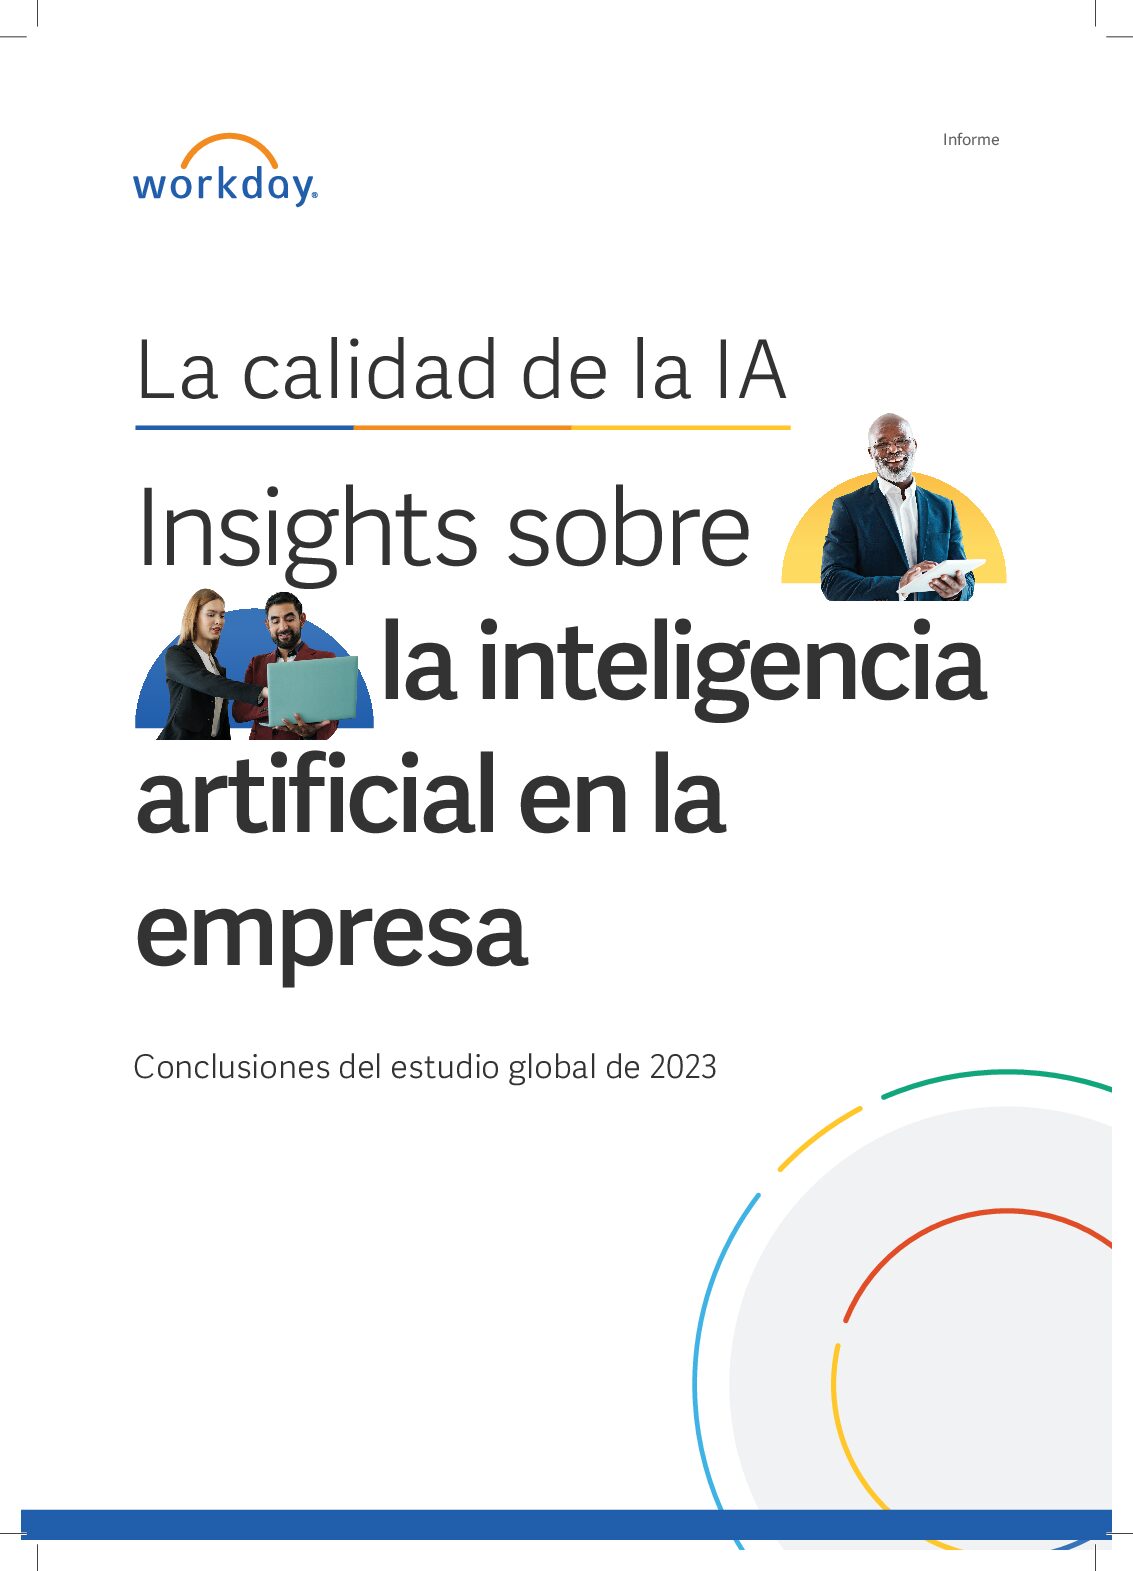 workday®
Informe
La calidad de la IA
Insights sobre
la inteligencia
artificial en la
empresa
Conclusiones del estudio global de 2023